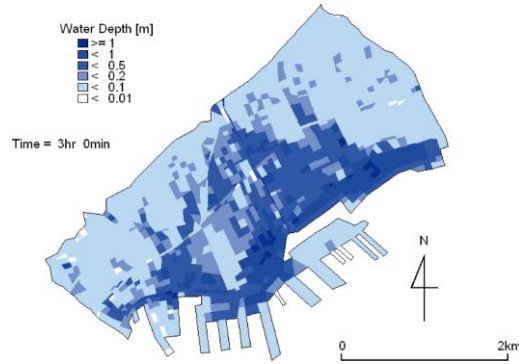 Water Depth [m]
>= 1
< 1
< 0.5
< 0.2
< 0.1
< 0.01
Time = 3hr 0min
N
0 2km